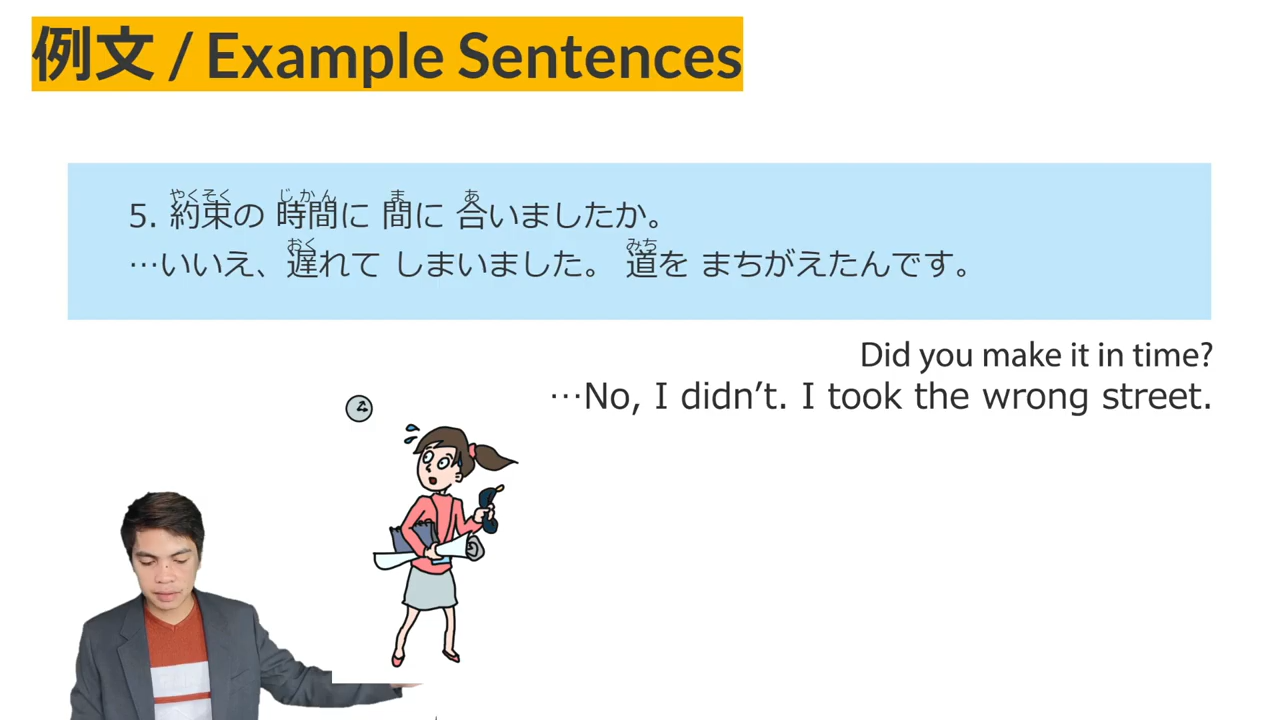 例文 / Example Sentences
やくそく じかん ま あ
5. 約束の 時間に 間に 合いましたか。
おく みち
…いいえ、遅れて しまいました。 道を まちがえたんです。
Did you make it in time?
…No, I didn’t. I took the wrong street.